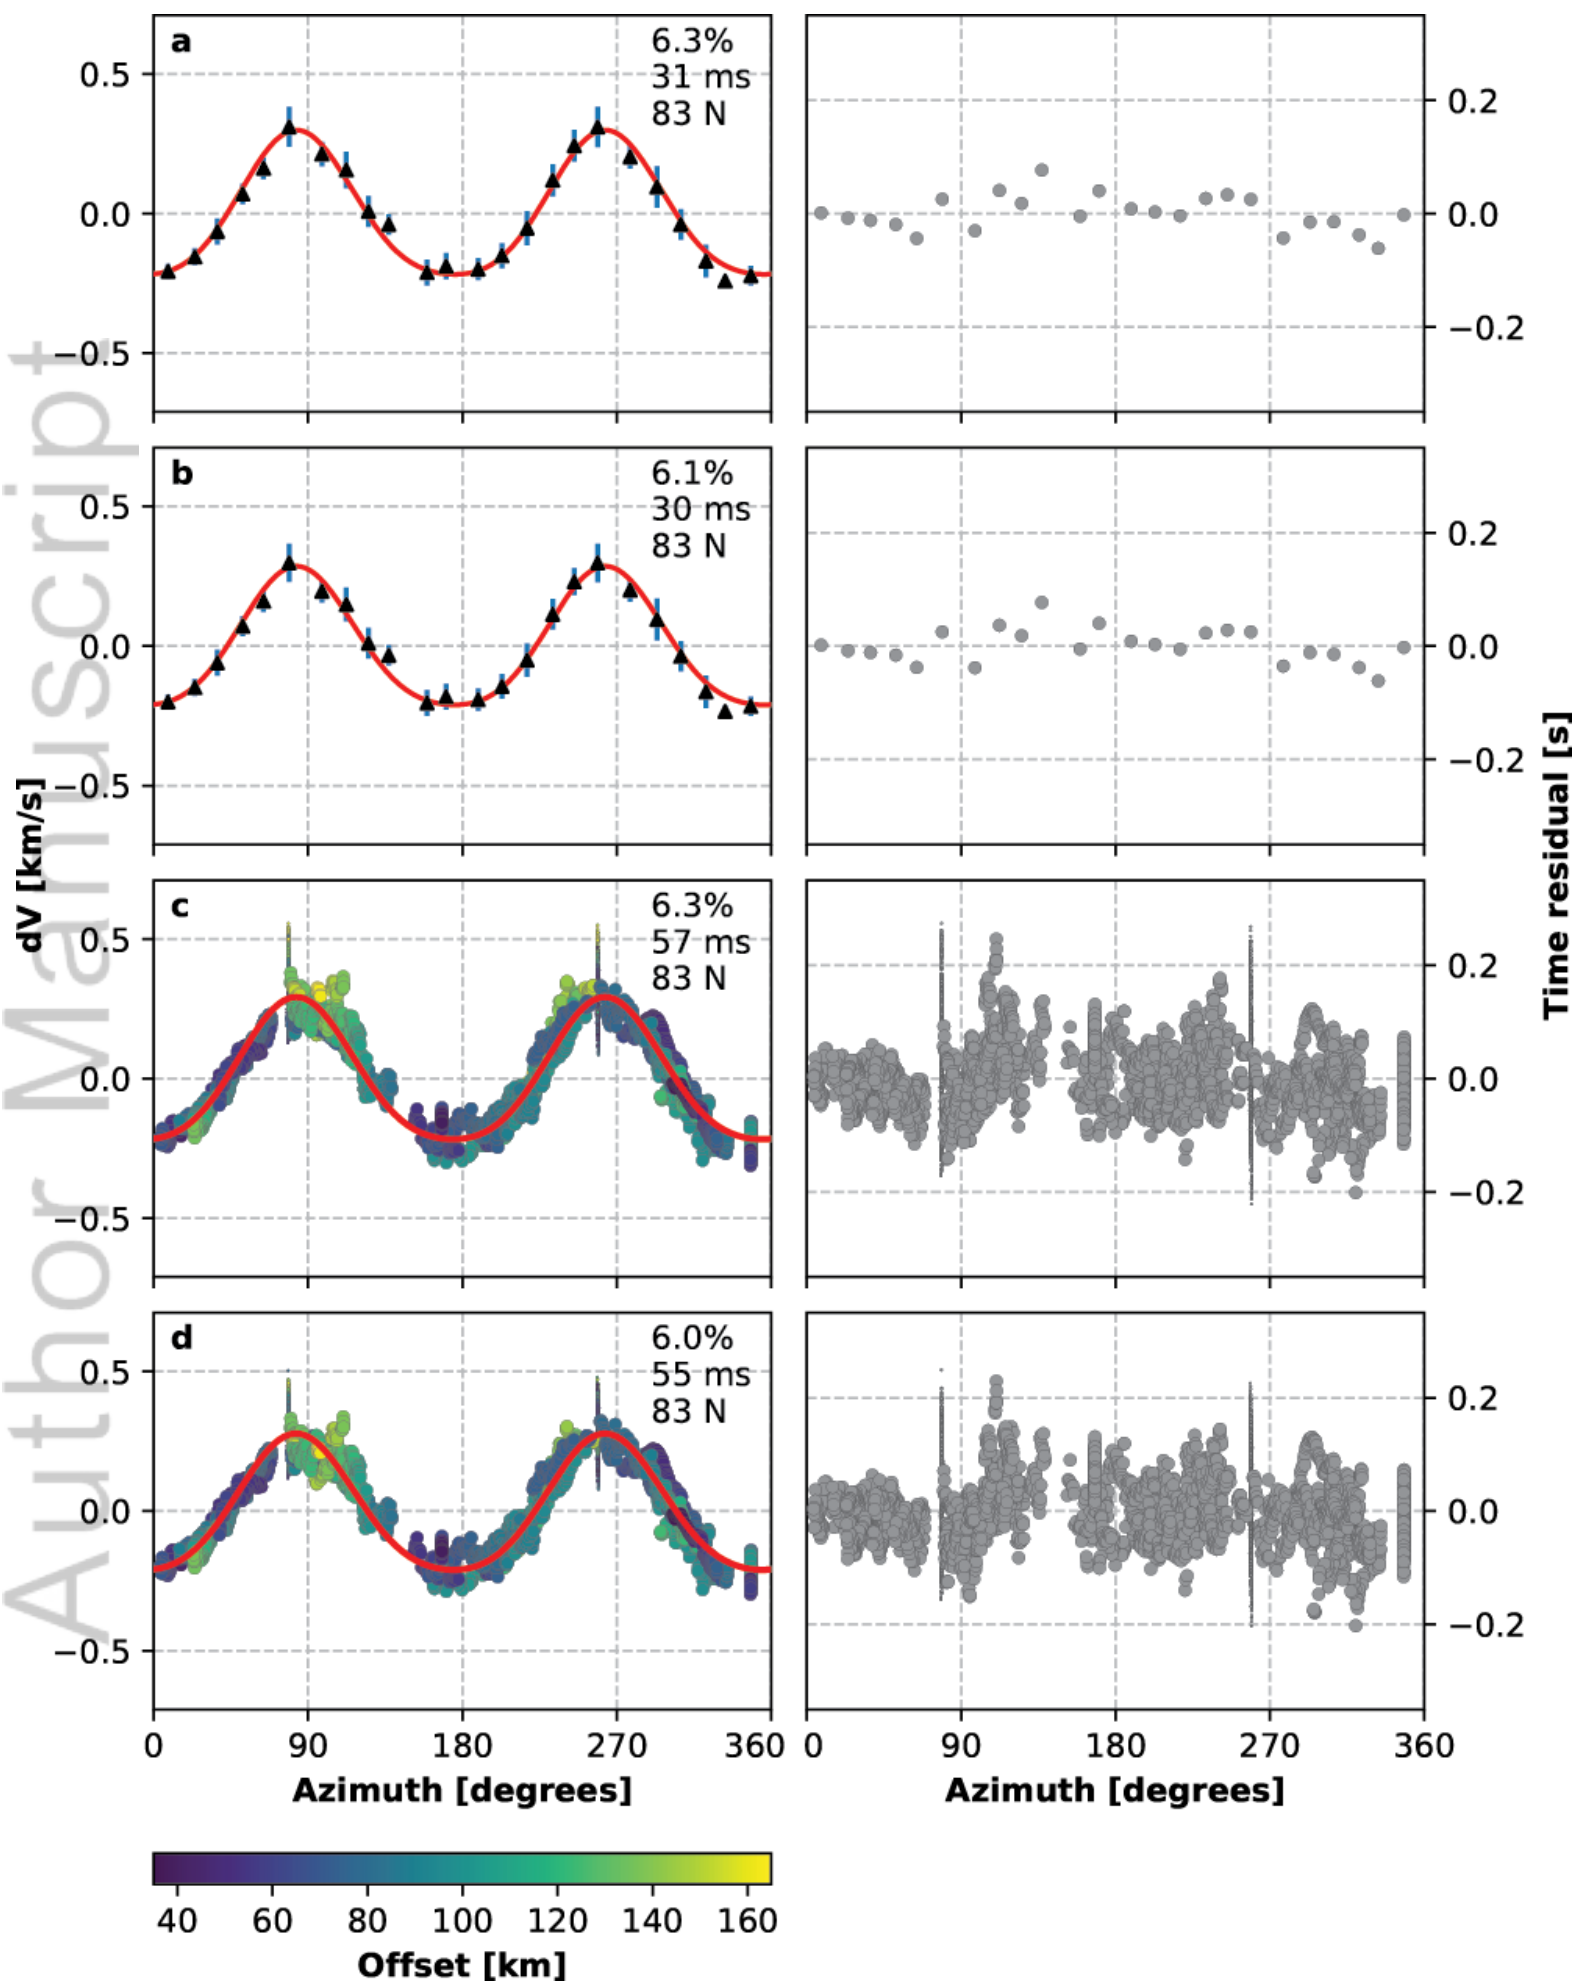 a
6.3%
31 ms
83 N
0.5
0.0
−0.5
0.2
0.0
−0.2
b
6.1%
30 ms
83 N
0.5
0.0
−0.5
0.2
0.0
−0.2
c
6.3%
57 ms
83 N
0.5
0.0
−0.5
0.2
0.0
−0.2
d
6.0%
55 ms
83 N
0.5
0.0
−0.5
0.2
0.0
−0.2
dV [km/s]
Time residual [s]
0 90 180 270 360
0 90 180 270 360
Azimuth [degrees]
Azimuth [degrees]
40 60 80 100 120 140 160
Offset [km]
Author Manuscript